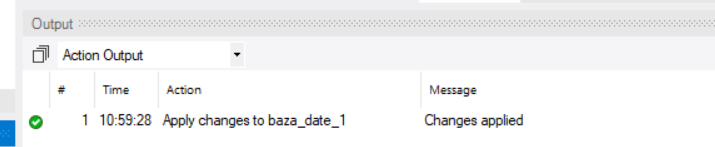 Output
Action Output
# Time Action Message
1 10:59:28 Apply changes to baza_date_1 Changes applied